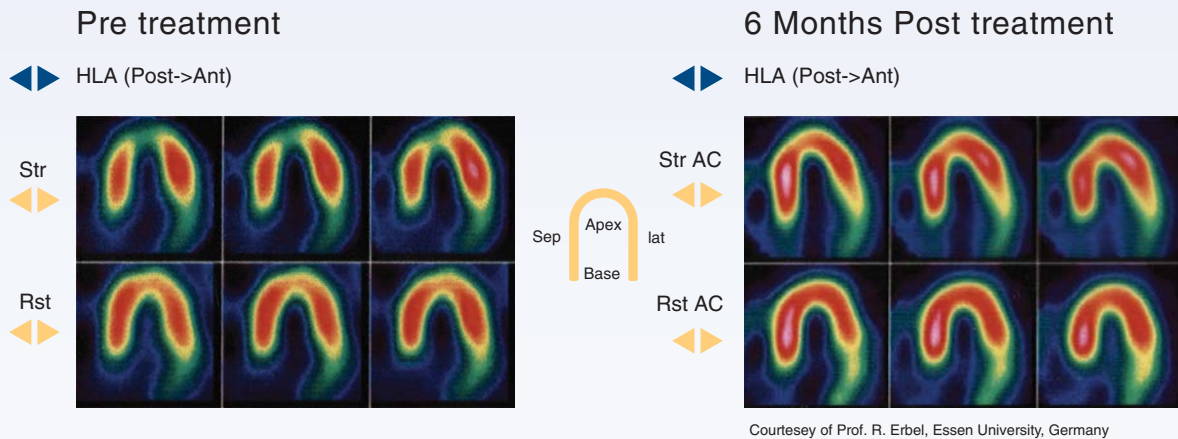 Pre treatment
HLA (Post->Ant)
Str
Rst
Sep
Apex
lat
Base
6 Months Post treatment
HLA (Post->Ant)
Str AC
Rst AC
Courtesey of Prof. R. Erbel, Essen University, Germany